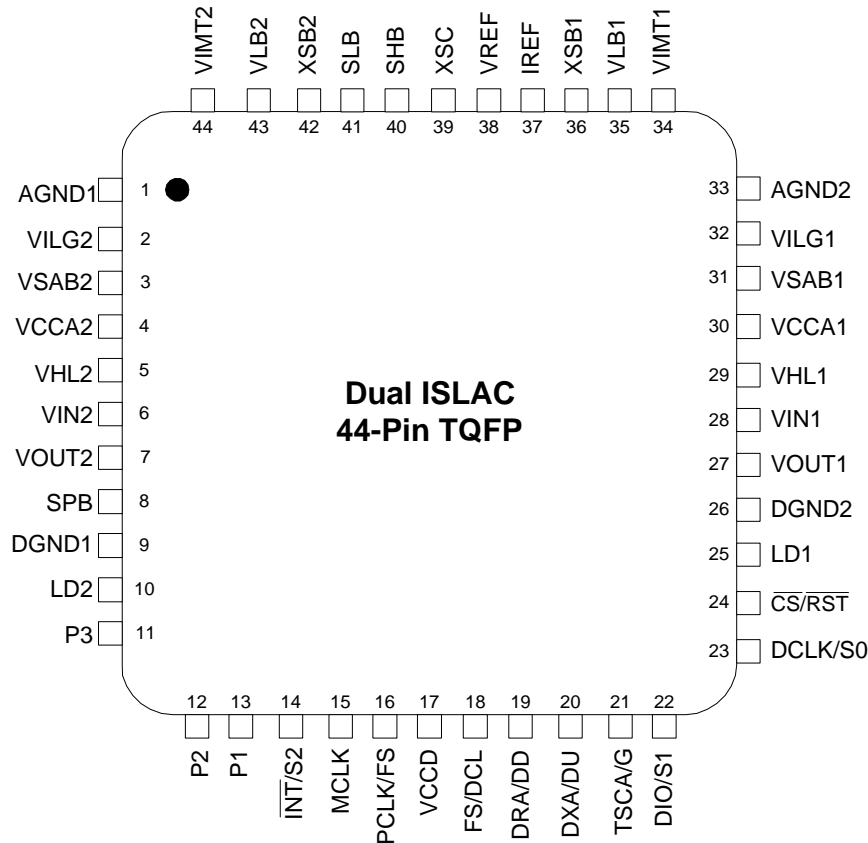 VIMT2 VLB2 XSB2 SLB SHB XSC VREF IREF XSB1 VLB1 VIMT1
44 43 42 41 40 39 38 37 36 35 34
AGND1 1
VILG2 2
VSAB2 3
VCCA2 4
VHL2 5
VIN2 6
VOUT2 7
SPB 8
DGND1 9
LD2 10
P3 11
Dual ISLAC
44-Pin TQFP
33 AGND2
32 VILG1
31 VSAB1
30 VCCA1
29 VHL1
28 VIN1
27 VOUT1
26 DGND2
25 LD1
24 C̅S̅/R̅S̅T̅
23 DCLK/S0
12 13 14 15 16 17 18 19 20 21 22
P2 P1 I̅N̅T̅/S2 MCLK PCLK/FS VCCD FS/DCL DRA/DD DXA/DU TSCA/G DIO/S1